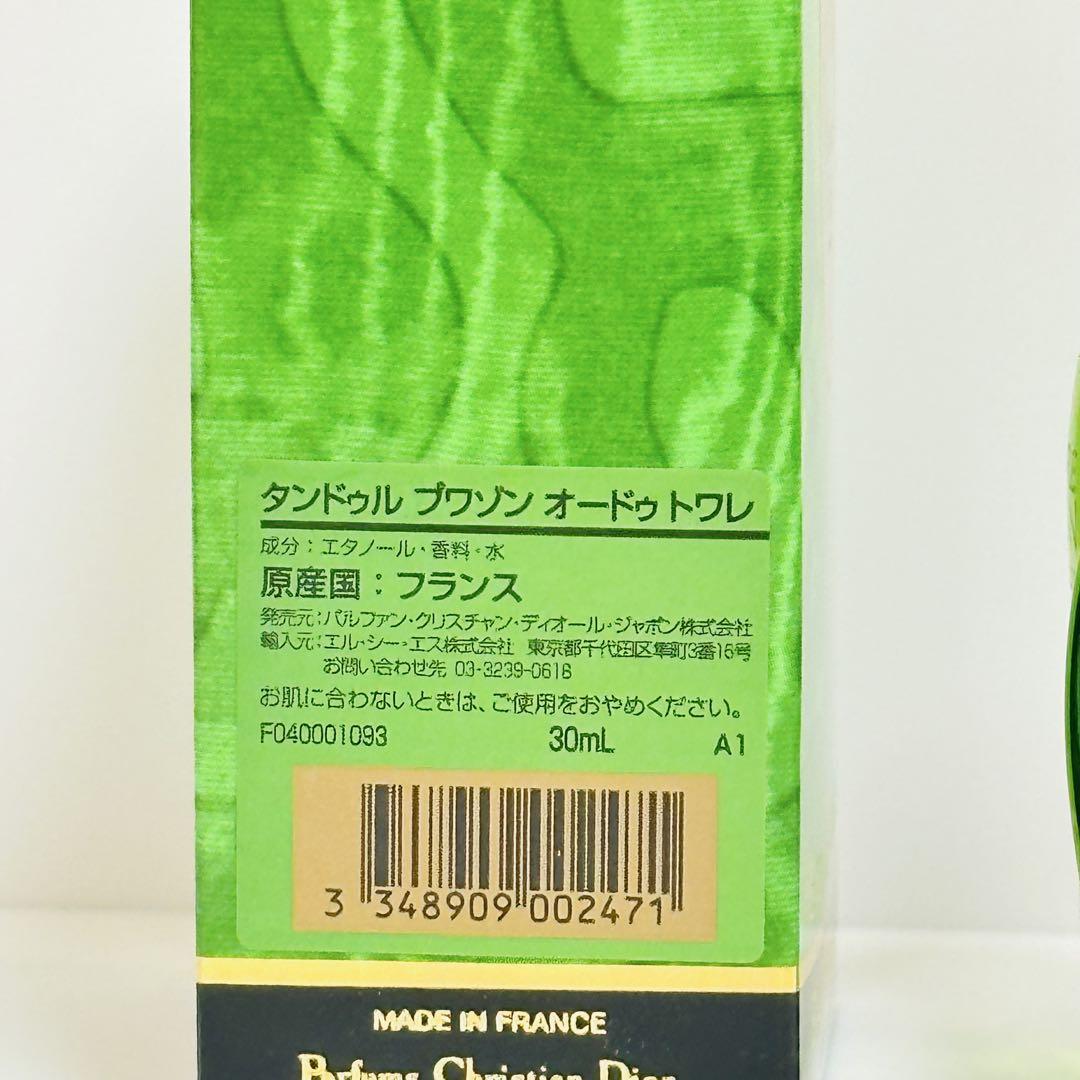 タンドゥル プワゾン オードゥ トワレ
成分：エタノール・香料・水
原産国：フランス
発売元：パルファン・クリスチャン・ディオール・ジャポン株式会社
輸入元：エル・シー・エス株式会社 東京都千代田区隼町3番16号
お問い合わせ先 03-3239-0618
お肌に合わないときは、ご使用をおやめください。
F040001093 30mL A1
3 348909 002471
MADE IN FRANCE
Parfums Christian Dior